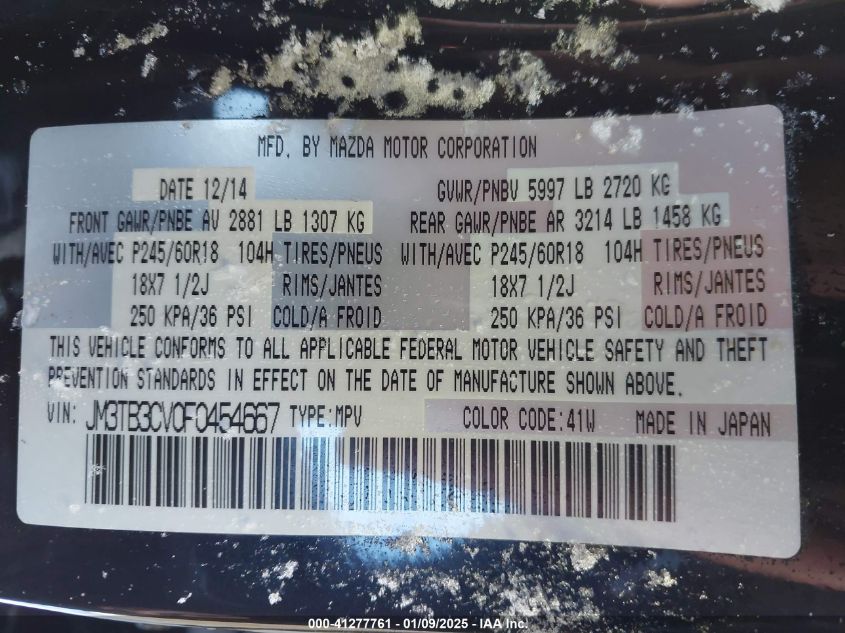 MFD. BY MAZDA MOTOR CORPORATION
DATE 12/14 GVWR/PNBV 5997 LB 2720 KG
FRONT GAWR/PNBE AV 2881 LB 1307 KG REAR GAWR/PNBE AR 3214 LB 1458 KG
WITH/AVEC P245/60R18 104H TIRES/PNEUS WITH/AVEC P245/60R18 104H TIRES/PNEUS
18X7 1/2J RIMS/JANTES 18X7 1/2J RIMS/JANTES
250 KPA/36 PSI COLD/A FROID 250 KPA/36 PSI COLD/A FROID
THIS VEHICLE CONFORMS TO ALL APPLICABLE FEDERAL MOTOR VEHICLE SAFETY AND THEFT
PREVENTION STANDARDS IN EFFECT ON THE DATE OF MANUFACTURE SHOWN ABOVE.
VIN: JM3TB3CV0F0454667 TYPE:MPV COLOR CODE:41W MADE IN JAPAN
000-41277761 - 01/09/2025 - IAA Inc.